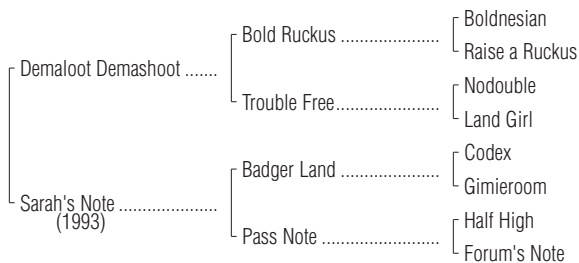 Boldnesian
Bold Ruckus ....................
Raise a Ruckus
Demaloot Demashoot .......
Nodouble
Trouble Free.....................
Land Girl
Codex
Badger Land ....................
Gimieroom
Sarah's Note ....................
(1993)
Half High
Pass Note ........................
Forum's Note